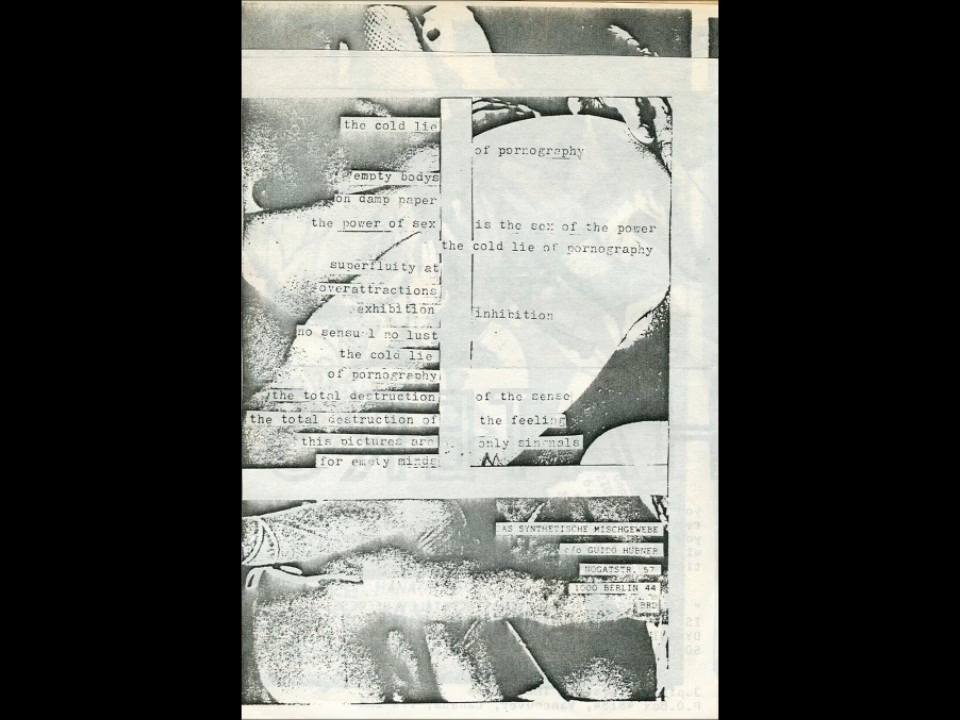 the cold lie
of pornography
empty bodys
on damp paper
the power of sex is the sex of the power
the cold lie of pornography
superfluity at
overattractions
exhibition inhibition
no sensu l no lust
the cold lie
of pornography
the total destruction of the sense
the total destruction of the feeling
this pictures are only singnals
for empty minds
DAS SYNTHETISCHE MISCHGEWEBE
c/o GUIDO HÜBNER
NOGATSTR. 57
1000 BERLIN 44
BRD